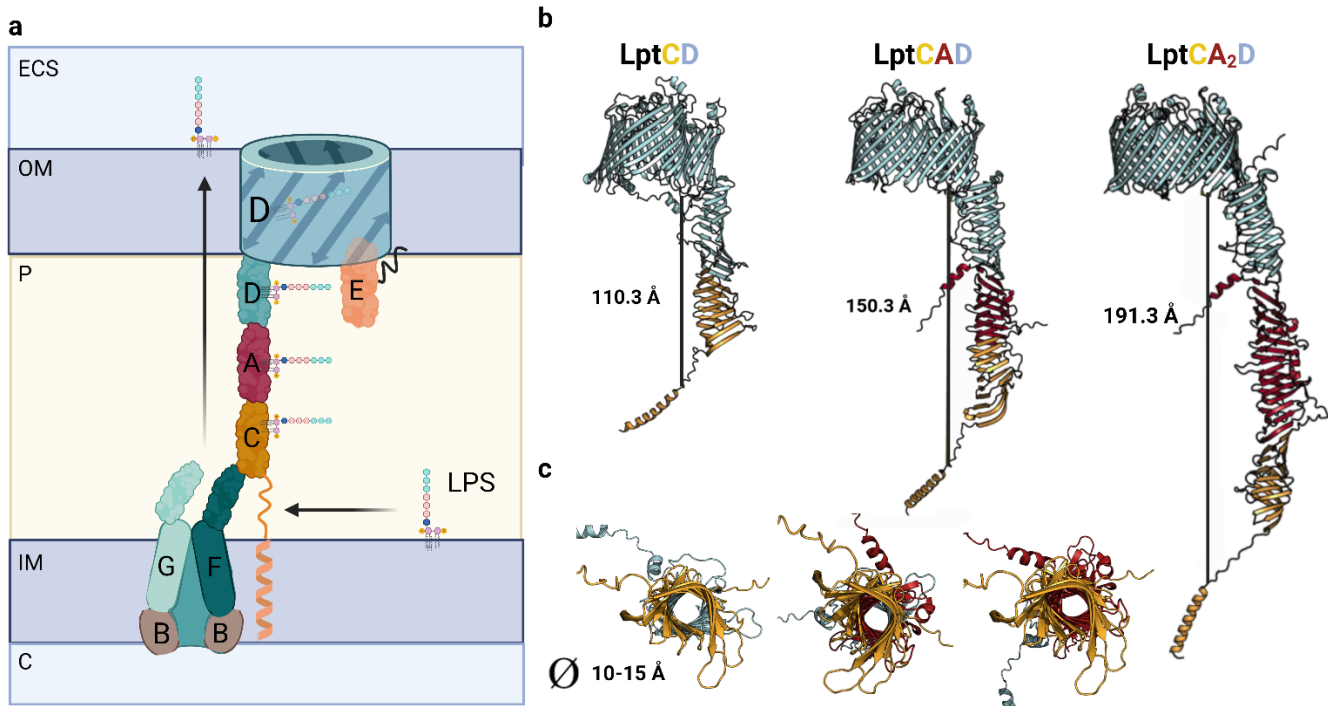 a
ECS
OM
D
P
D
E
A
C
LPS
IM
G
F
B
B
C
b
LptCD
LptCAD
LptCA₂D
110.3 Å
150.3 Å
191.3 Å
c
Ø 10-15 Å